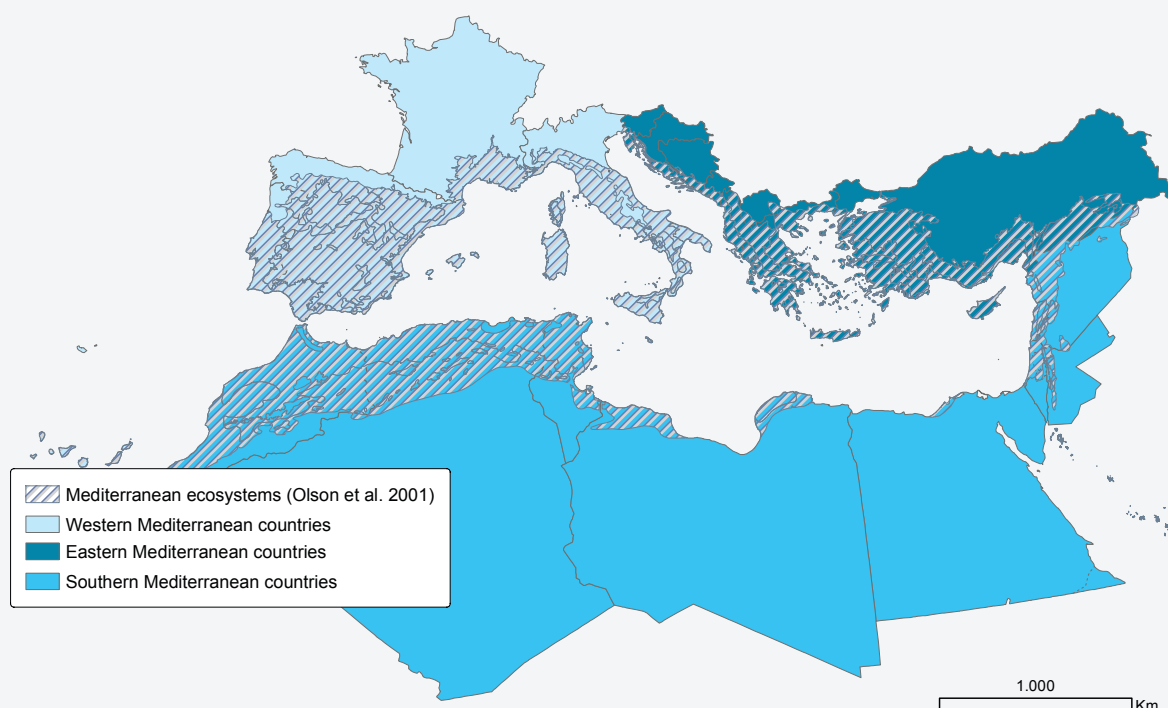 Mediterranean ecosystems (Olson et al. 2001)
Western Mediterranean countries
Eastern Mediterranean countries
Southern Mediterranean countries
1.000
Km